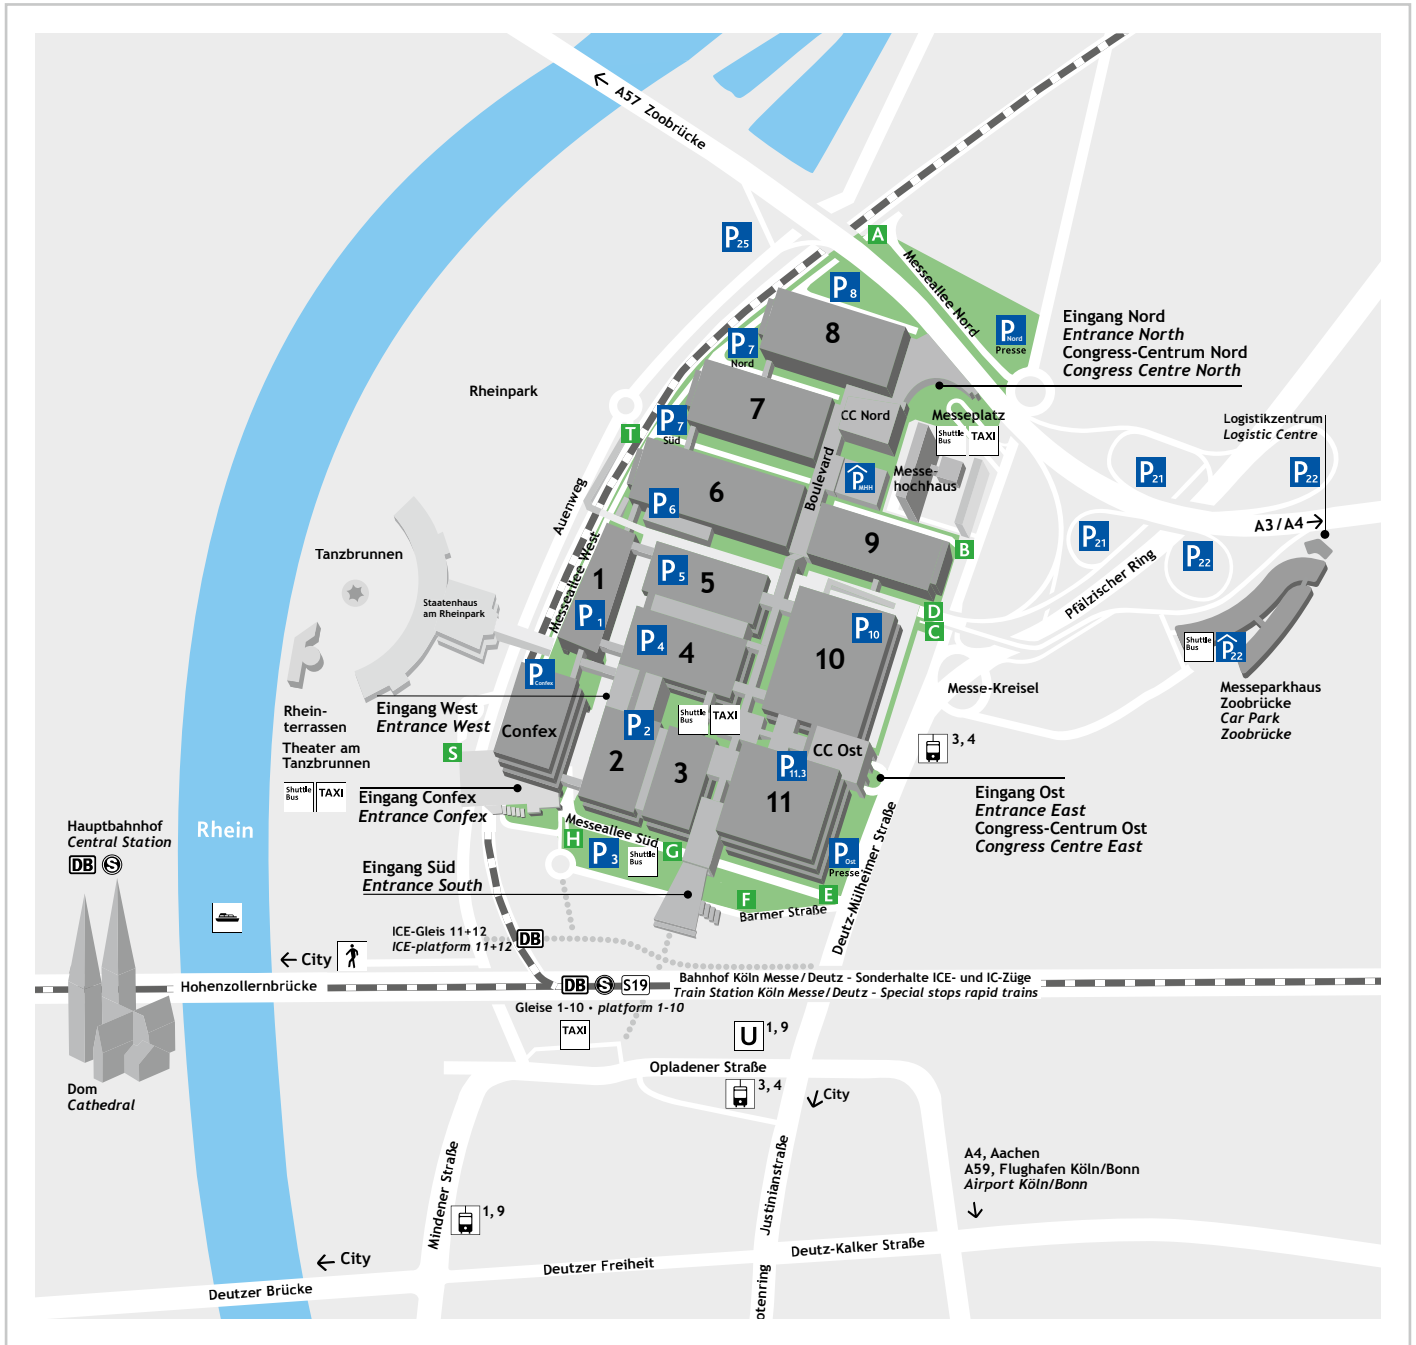 A57 Zoobrücke
P25
A
Messeallee Nord
P8
8
P Nord
Presse
Eingang Nord
Entrance North
Congress-Centrum Nord
Congress Centre North
P7
Nord
Rheinpark
7
CC Nord
Messeplatz
Shuttle
Bus
TAXI
Logistikzentrum
Logistic Centre
P7
Süd
T
Boulevard
P MHH
Messe-
hochhaus
P21
P22
Auenweg
6
P6
A3/A4
9
B
P21
P22
Pfälzischer Ring
Tanzbrunnen
Messeallee West
1
P5
5
Staatenhaus
am Rheinpark
P1
D
C
P10
10
P4
4
Shuttle
Bus
P22
P Confex
Messe-Kreisel
Messeparkhaus
Zoobrücke
Car Park
Zoobrücke
Rhein-
terrassen
Eingang West
Entrance West
Theater am
Tanzbrunnen
Confex
P2
Shuttle
Bus
TAXI
S
2
3
CC Ost
3, 4
P11.3
11
Shuttle
Bus
TAXI
Eingang Confex
Entrance Confex
Eingang Ost
Entrance East
Congress-Centrum Ost
Congress Centre East
Hauptbahnhof
Central Station
DB
S
Rhein
Messeallee Süd
H
P3
Shuttle
Bus
G
P Ost
Presse
Eingang Süd
Entrance South
F
E
Barmer Straße
Deutz-Mülheimer Straße
ICE-Gleis 11+12
ICE-platform 11+12
DB
City
Hohenzollernbrücke
DB
S
S19
Bahnhof Köln Messe/Deutz - Sonderhalte ICE- und IC-Züge
Train Station Köln Messe/Deutz - Special stops rapid trains
Gleise 1-10 • platform 1-10
TAXI
U
1, 9
Opladener Straße
3, 4
City
Dom
Cathedral
Mindener Straße
1, 9
Justinianstraße
A4, Aachen
A59, Flughafen Köln/Bonn
Airport Köln/Bonn
City
Deutz-Kalker Straße
Deutzer Freiheit
Deutzer Brücke
otenring